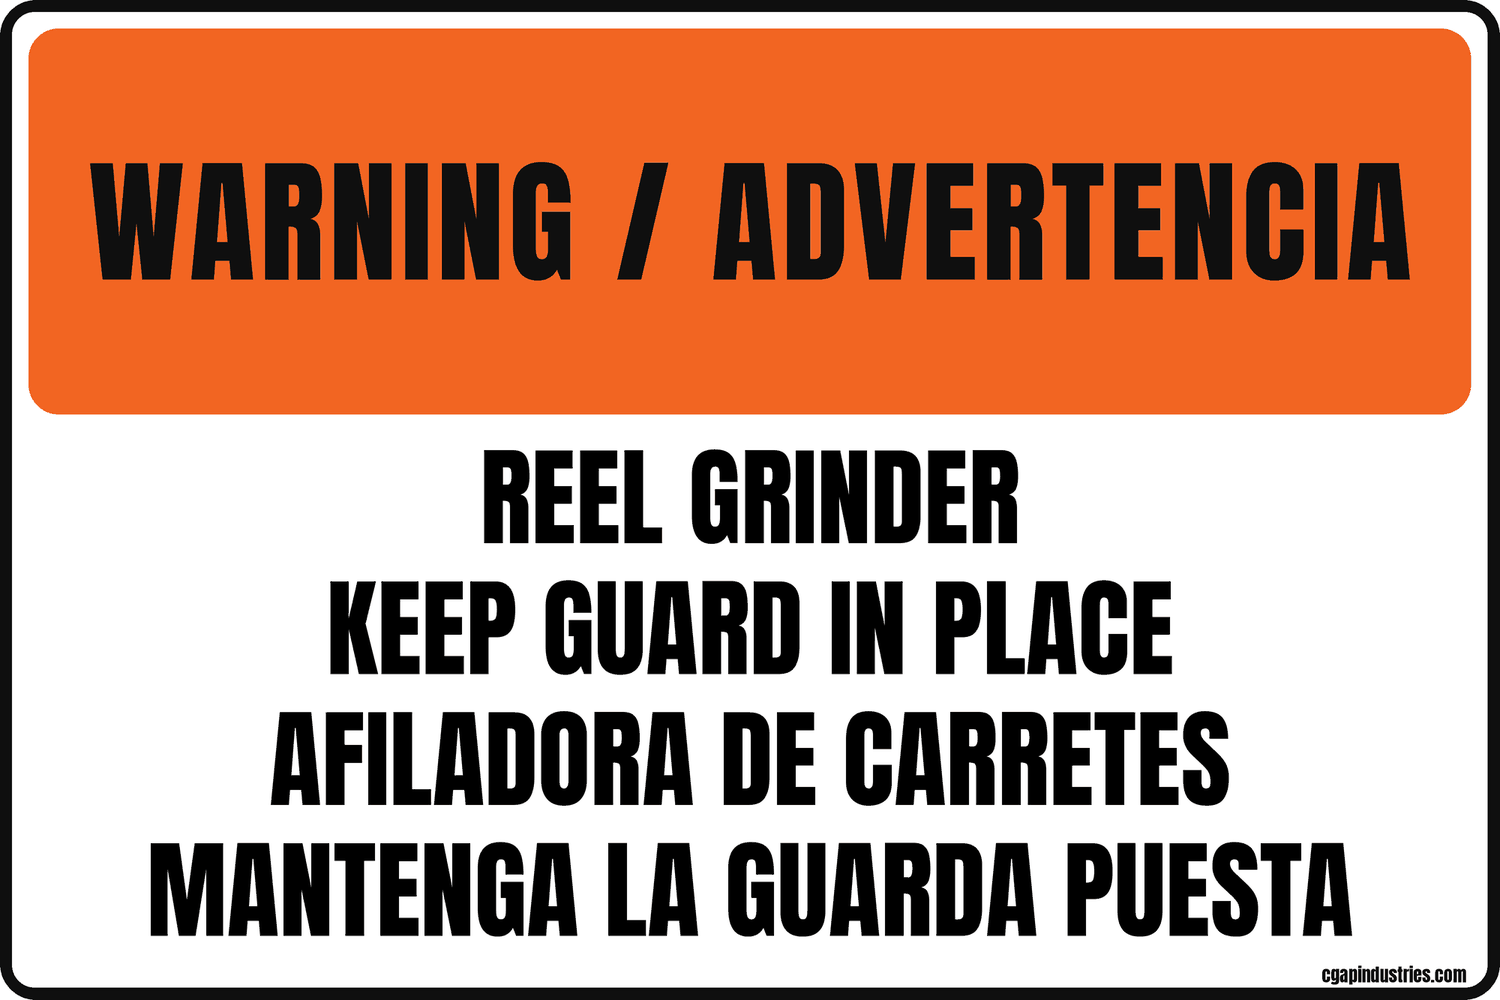 WARNING / ADVERTENCIA
REEL GRINDER
KEEP GUARD IN PLACE
AFILADORA DE CARRETES
MANTENGA LA GUARDA PUESTA
cgapindustries.com